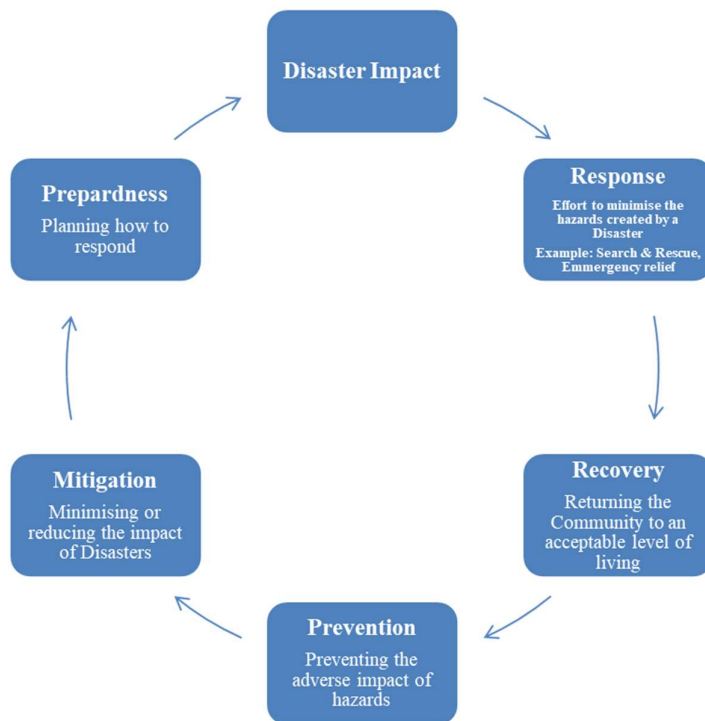 Disaster Impact
Response
Effort to minimise the
hazards created by a
Disaster
Example: Search & Rescue,
Emmergency relief
Recovery
Returning the
Community to an
acceptable level of
living
Prevention
Preventing the
adverse impact of
hazards
Mitigation
Minimising or
reducing the impact
of Disasters
Prepardness
Planning how to
respond